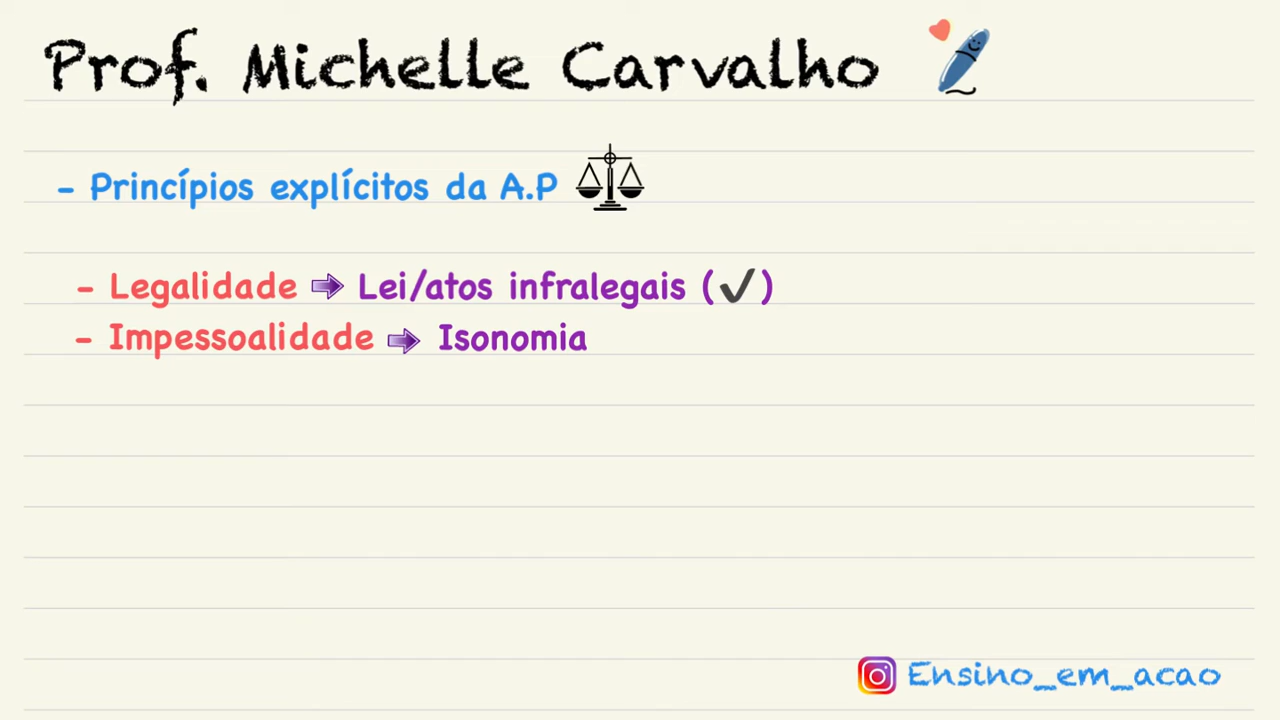 Prof. Michelle Carvalho
- Princípios explícitos da A.P
- Legalidade ➡ Lei/atos infralegais (✔)
- Impessoalidade ➡ Isonomia
Ensino_em_acao